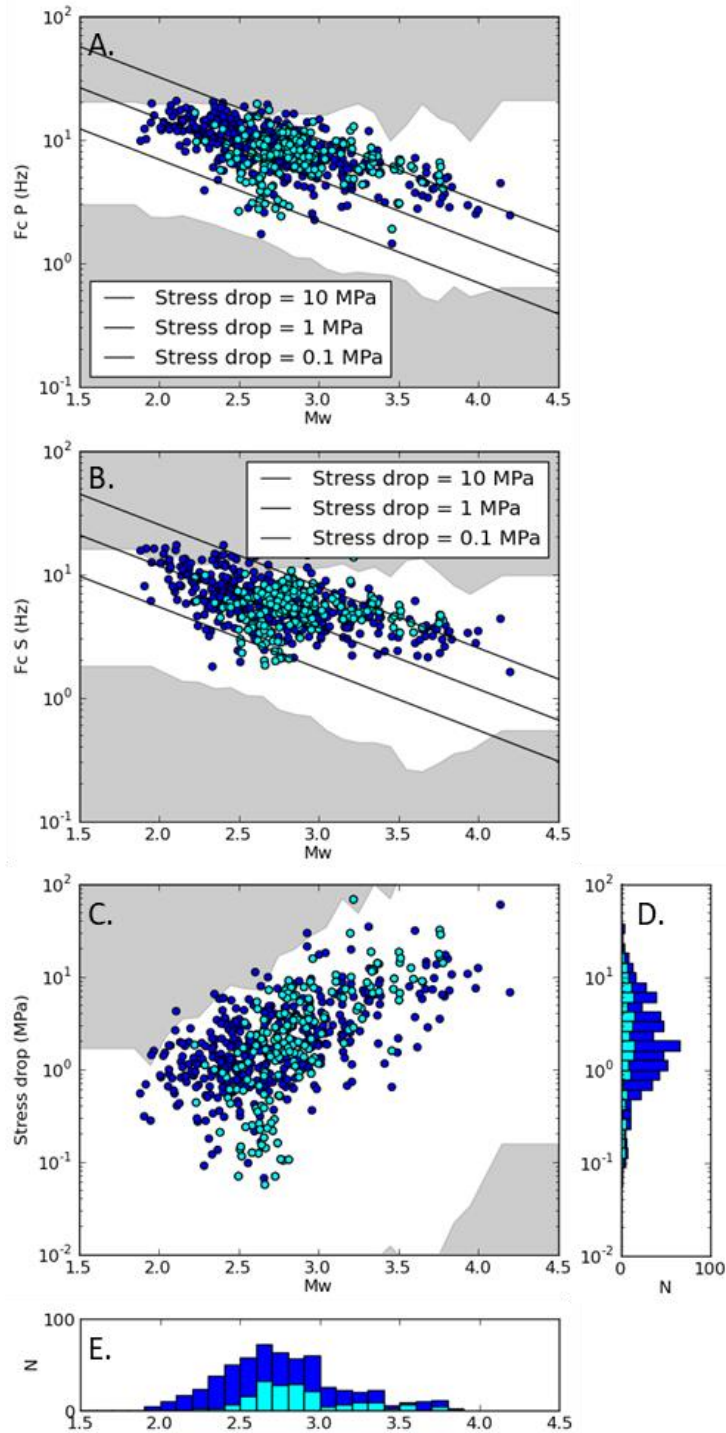 A.
10²
10¹
10⁰
10⁻¹
Fc P (Hz)
Stress drop = 10 MPa
Stress drop = 1 MPa
Stress drop = 0.1 MPa
1.5 2.0 2.5 3.0 3.5 4.0 4.5
Mw
B.
10²
10¹
10⁰
10⁻¹
Fc S (Hz)
Stress drop = 10 MPa
Stress drop = 1 MPa
Stress drop = 0.1 MPa
1.5 2.0 2.5 3.0 3.5 4.0 4.5
Mw
C.
10²
10¹
10⁰
10⁻¹
10⁻²
Stress drop (MPa)
1.5 2.0 2.5 3.0 3.5 4.0 4.5
Mw
D.
10²
10¹
10⁰
10⁻¹
10⁻²
0 100
N
E.
100
0
N
1.5 2.0 2.5 3.0 3.5 4.0 4.5
Mw